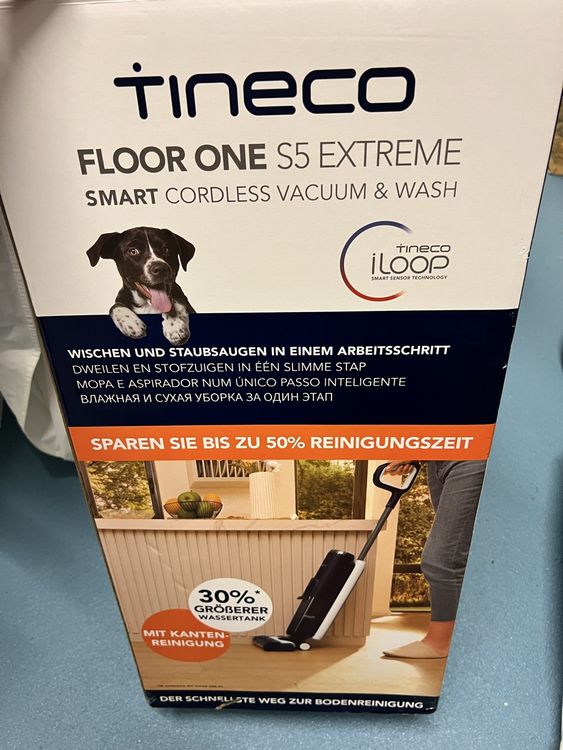 TINECO
FLOOR ONE S5 EXTREME
SMART CORDLESS VACUUM & WASH
TINECO
iLOOP
SMART SENSOR TECHNOLOGY
WISCHEN UND STAUBSAUGEN IN EINEM ARBEITSSCHRITT
DWEILEN EN STOFZUIGEN IN ÉÉN SLIMME STAP
MOPA E ASPIRADOR NUM ÚNICO PASSO INTELIGENTE
ВЛАЖНАЯ И СУХАЯ УБОРКА ЗА ОДИН ЭТАП
SPAREN SIE BIS ZU 50% REINIGUNGSZEIT
30%*
GRÖßERER
WASSERTANK
MIT KANTEN-
REINIGUNG
DER SCHNELLSTE WEG ZUR BODENREINIGUNG